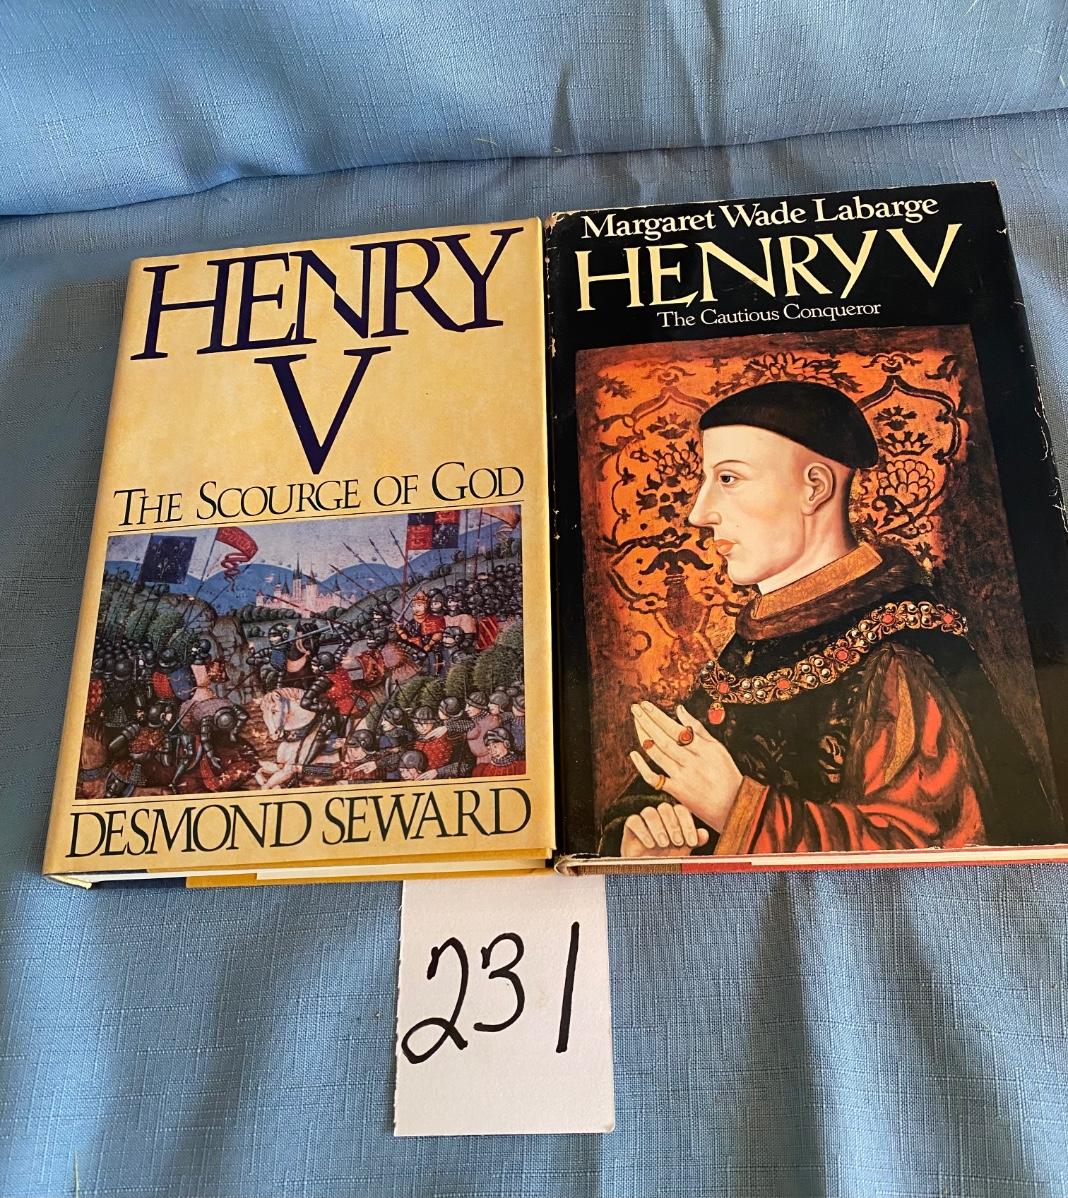 HENRY
V
THE SCOURGE OF GOD
DESMOND SEWARD
Margaret Wade Labarge
HENRY V
The Cautious Conqueror
231